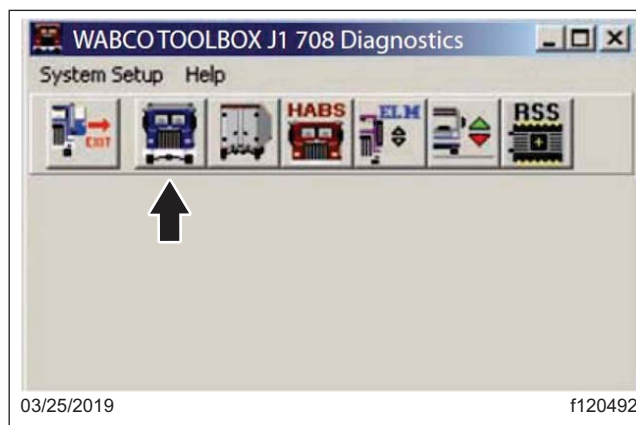 WABCO TOOLBOX J1 708 Diagnostics
System Setup Help
EXIT HABS ELM RSS
03/25/2019 f120492